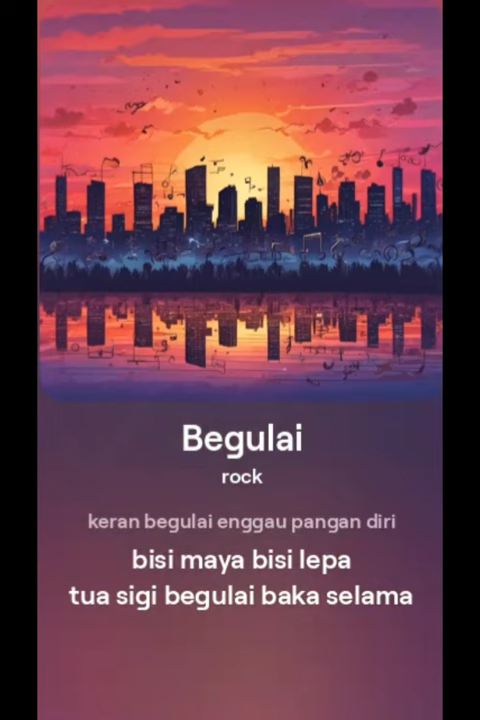 Begulai
rock
keran begulai enggau pangan diri
bisi maya bisi lepa
tua sigi begulai baka selama